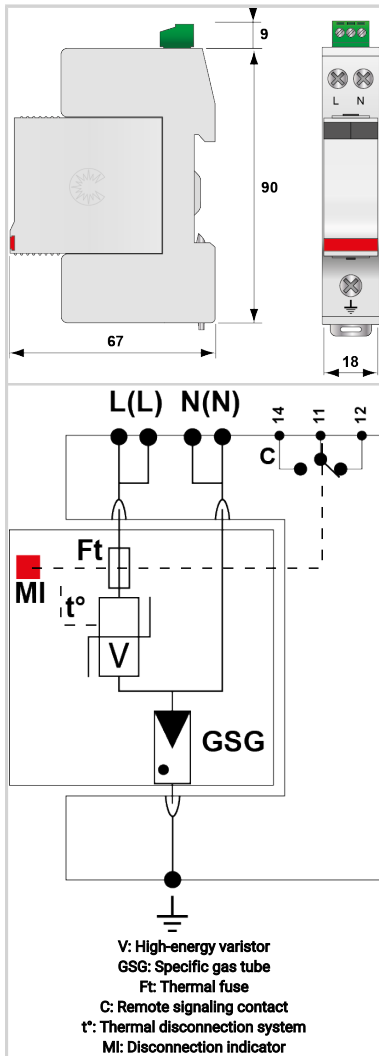 9
L N
90
67
18
L(L) N(N) 14 11 12
C
Ft
MI
t°
V
GSG
V: High-energy varistor
GSG: Specific gas tube
Ft: Thermal fuse
C: Remote signaling contact
t°: Thermal disconnection system
MI: Disconnection indicator